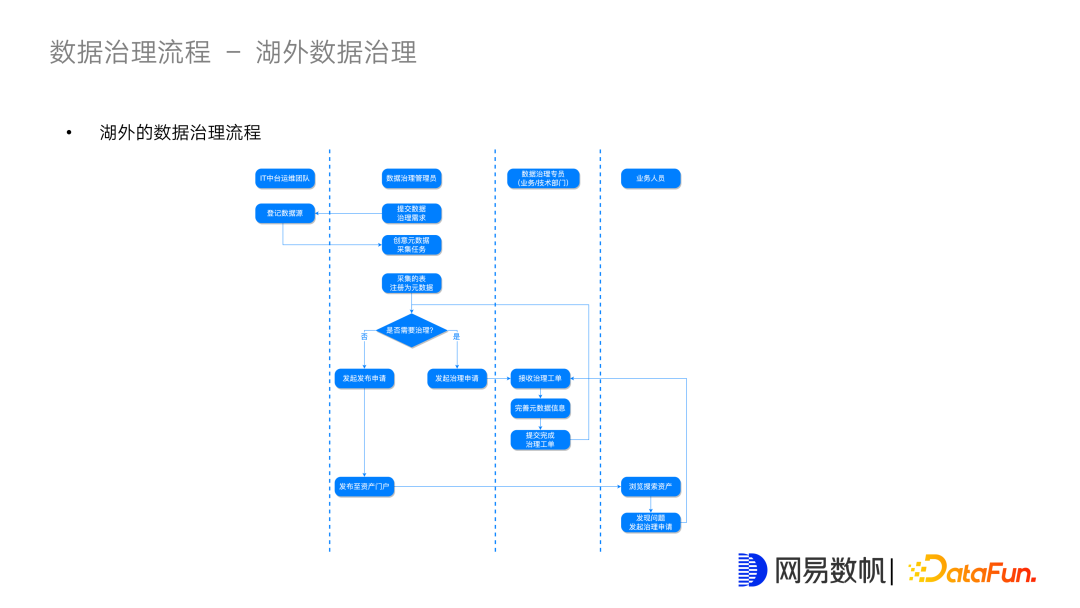 数据治理流程 – 湖外数据治理
• 湖外的数据治理流程
IT中台运维团队
数据治理管理员
数据治理专员
(业务/技术部门)
业务人员
登记数据源
提交数据
治理需求
创意元数据
采集任务
采集的表
注册为元数据
是否需要治理?
否
是
发起发布申请
发起治理申请
接收治理工单
完善元数据信息
提交完成
治理工单
发布至资产门户
浏览搜索资产
发现问题
发起治理申请
网易数帆
DataFun.